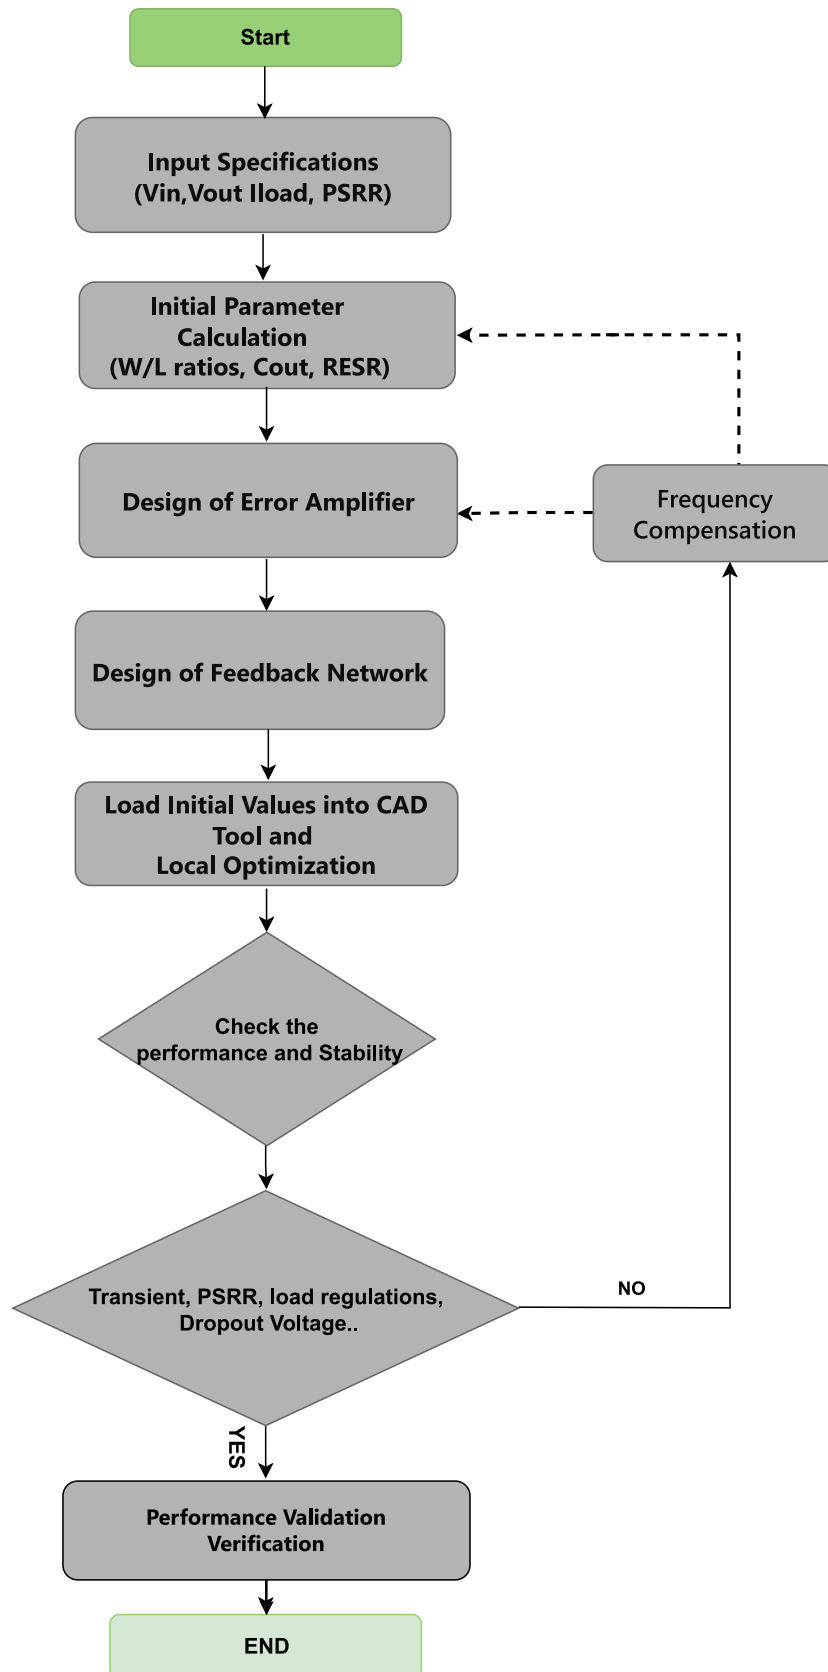 Start
Input Specifications
(Vin,Vout Iload, PSRR)
Initial Parameter
Calculation
(W/L ratios, Cout, RESR)
Design of Error Amplifier
Frequency
Compensation
Design of Feedback Network
Load Initial Values into CAD
Tool and
Local Optimization
Check the
performance and Stability
Transient, PSRR, load regulations,
Dropout Voltage..
NO
YES
Performance Validation
Verification
END